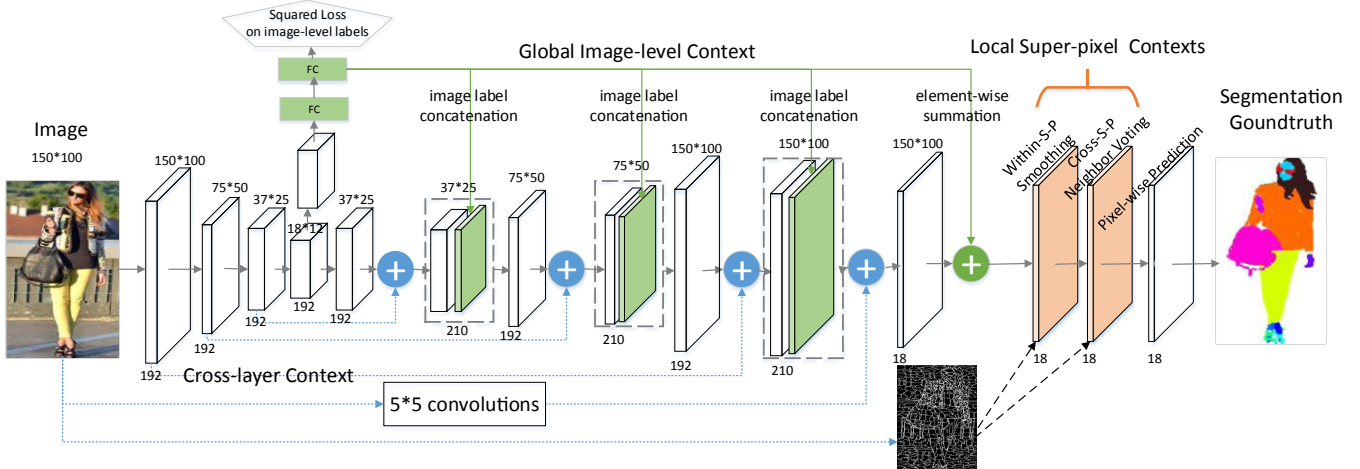 Squared Loss
on image-level labels
FC
FC
Global Image-level Context
Local Super-pixel Contexts
image label
concatenation
image label
concatenation
image label
concatenation
element-wise
summation
Segmentation
Goundtruth
Image
150*100
150*100
75*50
37*25
18*12
37*25
37*25
75*50
75*50
150*100
150*100
150*100
Within-S-P
Smoothing
Cross-S-P
Neighbor Voting
Pixel-wise Prediction
192
192
192
192
192
210
192
210
192
210
18
18
18
18
Cross-layer Context
5*5 convolutions